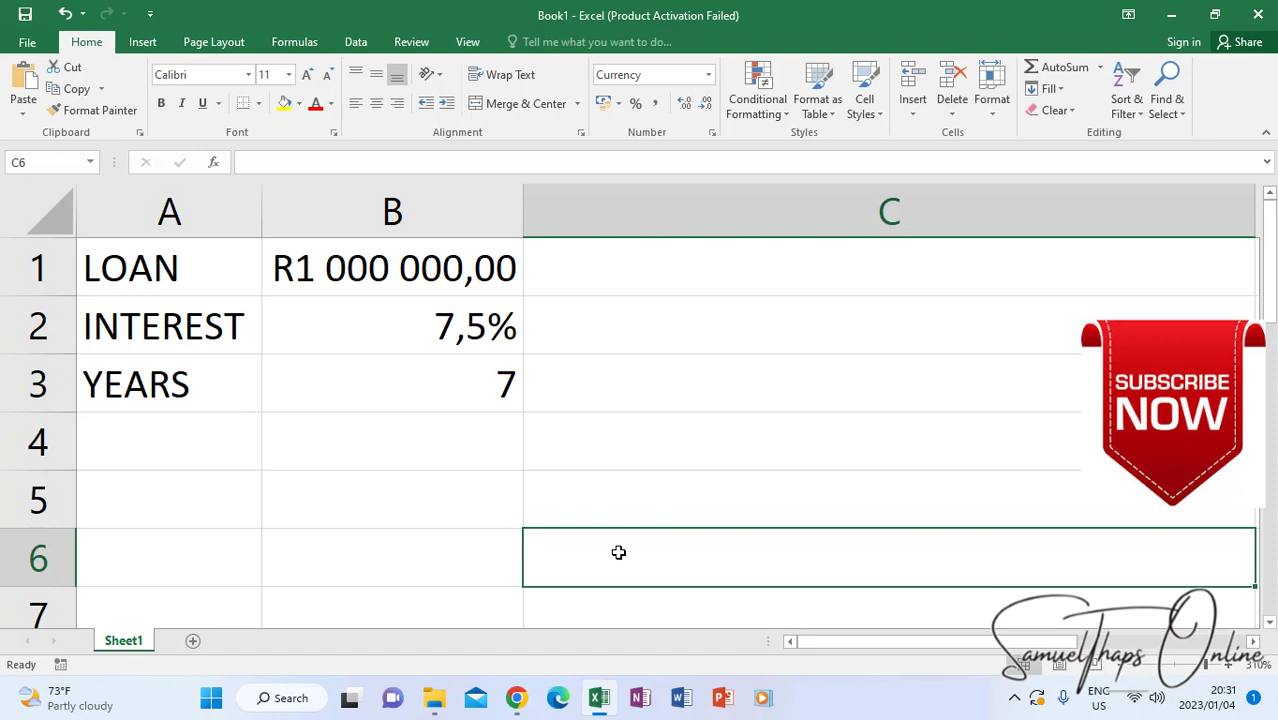 Book1 - Excel (Product Activation Failed)
File Home Insert Page Layout Formulas Data Review View Tell me what you want to do... Sign in Share
Paste
Cut
Copy
Format Painter
Clipboard
Calibri 11
B I U
Font
Wrap Text
Merge & Center
Alignment
Currency
%
Number
Conditional Formatting
Format as Table
Cell Styles
Styles
Insert Delete Format
Cells
AutoSum
Fill
Clear
Sort & Filter
Find & Select
Editing
C6 fx
A B C
1 LOAN R1 000 000,00
2 INTEREST 7,5%
3 YEARS 7
4
5
6
7
SUBSCRIBE
NOW
SamuelThaps Online
Sheet1
Ready 310%
73°F
Partly cloudy
Search
ENG
US
20:31
2023/01/04
1